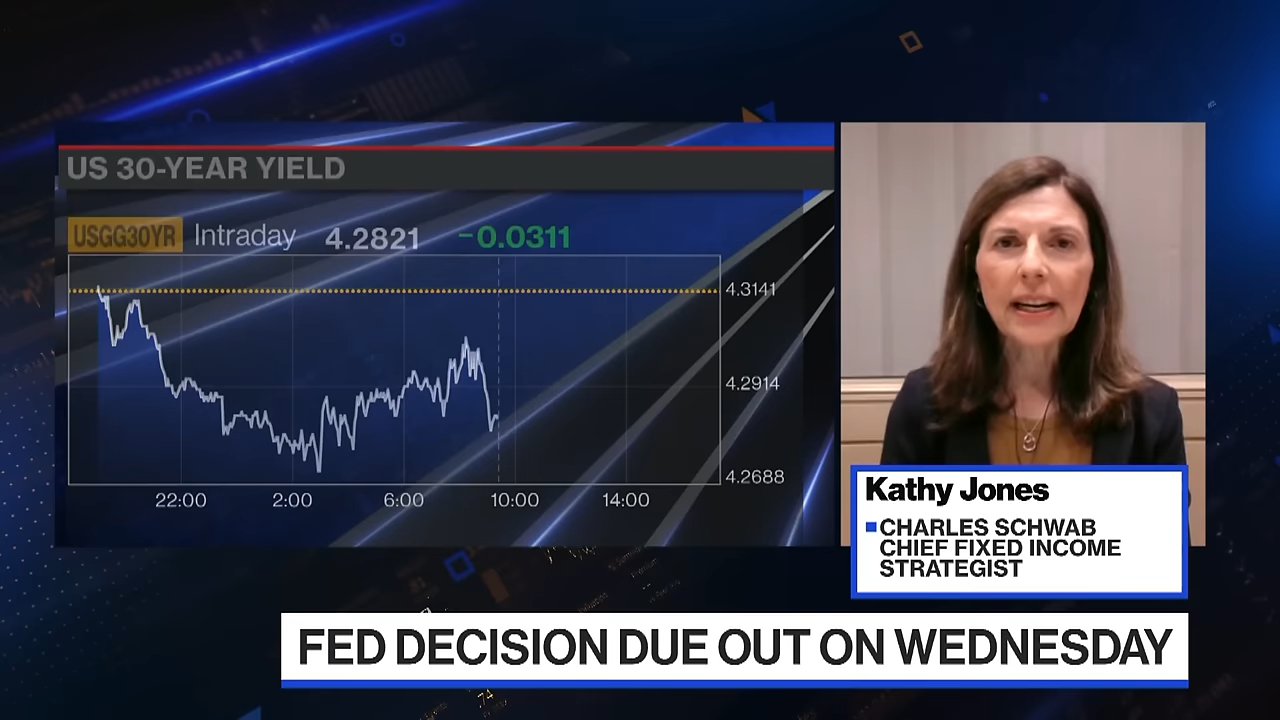 US 30-YEAR YIELD
USGG30YR Intraday 4.2821 -0.0311
4.3141
4.2914
4.2688
22:00 2:00 6:00 10:00 14:00
Kathy Jones
CHARLES SCHWAB
CHIEF FIXED INCOME
STRATEGIST
FED DECISION DUE OUT ON WEDNESDAY
74